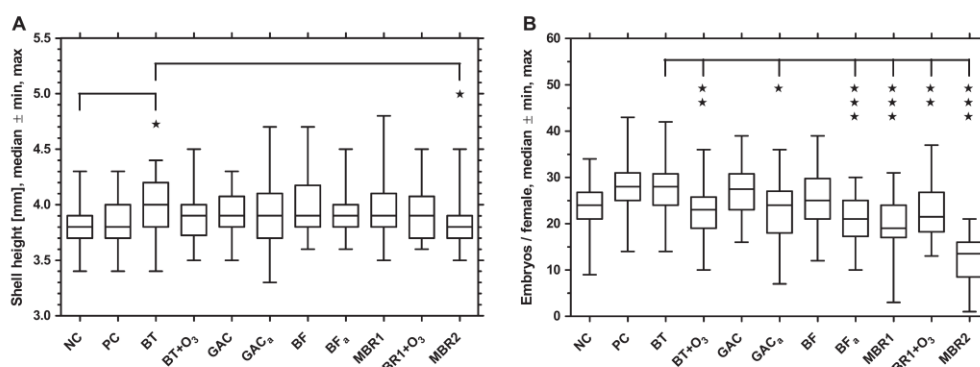 A
Shell height [mm], median ± min, max
5.5
5.0
4.5
4.0
3.5
3.0
NC
PC
BT
BT+O₃
GAC
GACₐ
BF
BFₐ
MBR1
BR1+O₃
MBR2
B
Embryos / female, median ± min, max
60
50
40
30
20
10
0
NC
PC
BT
BT+O₃
GAC
GACₐ
BF
BFₐ
MBR1
MBR1+O₃
MBR2